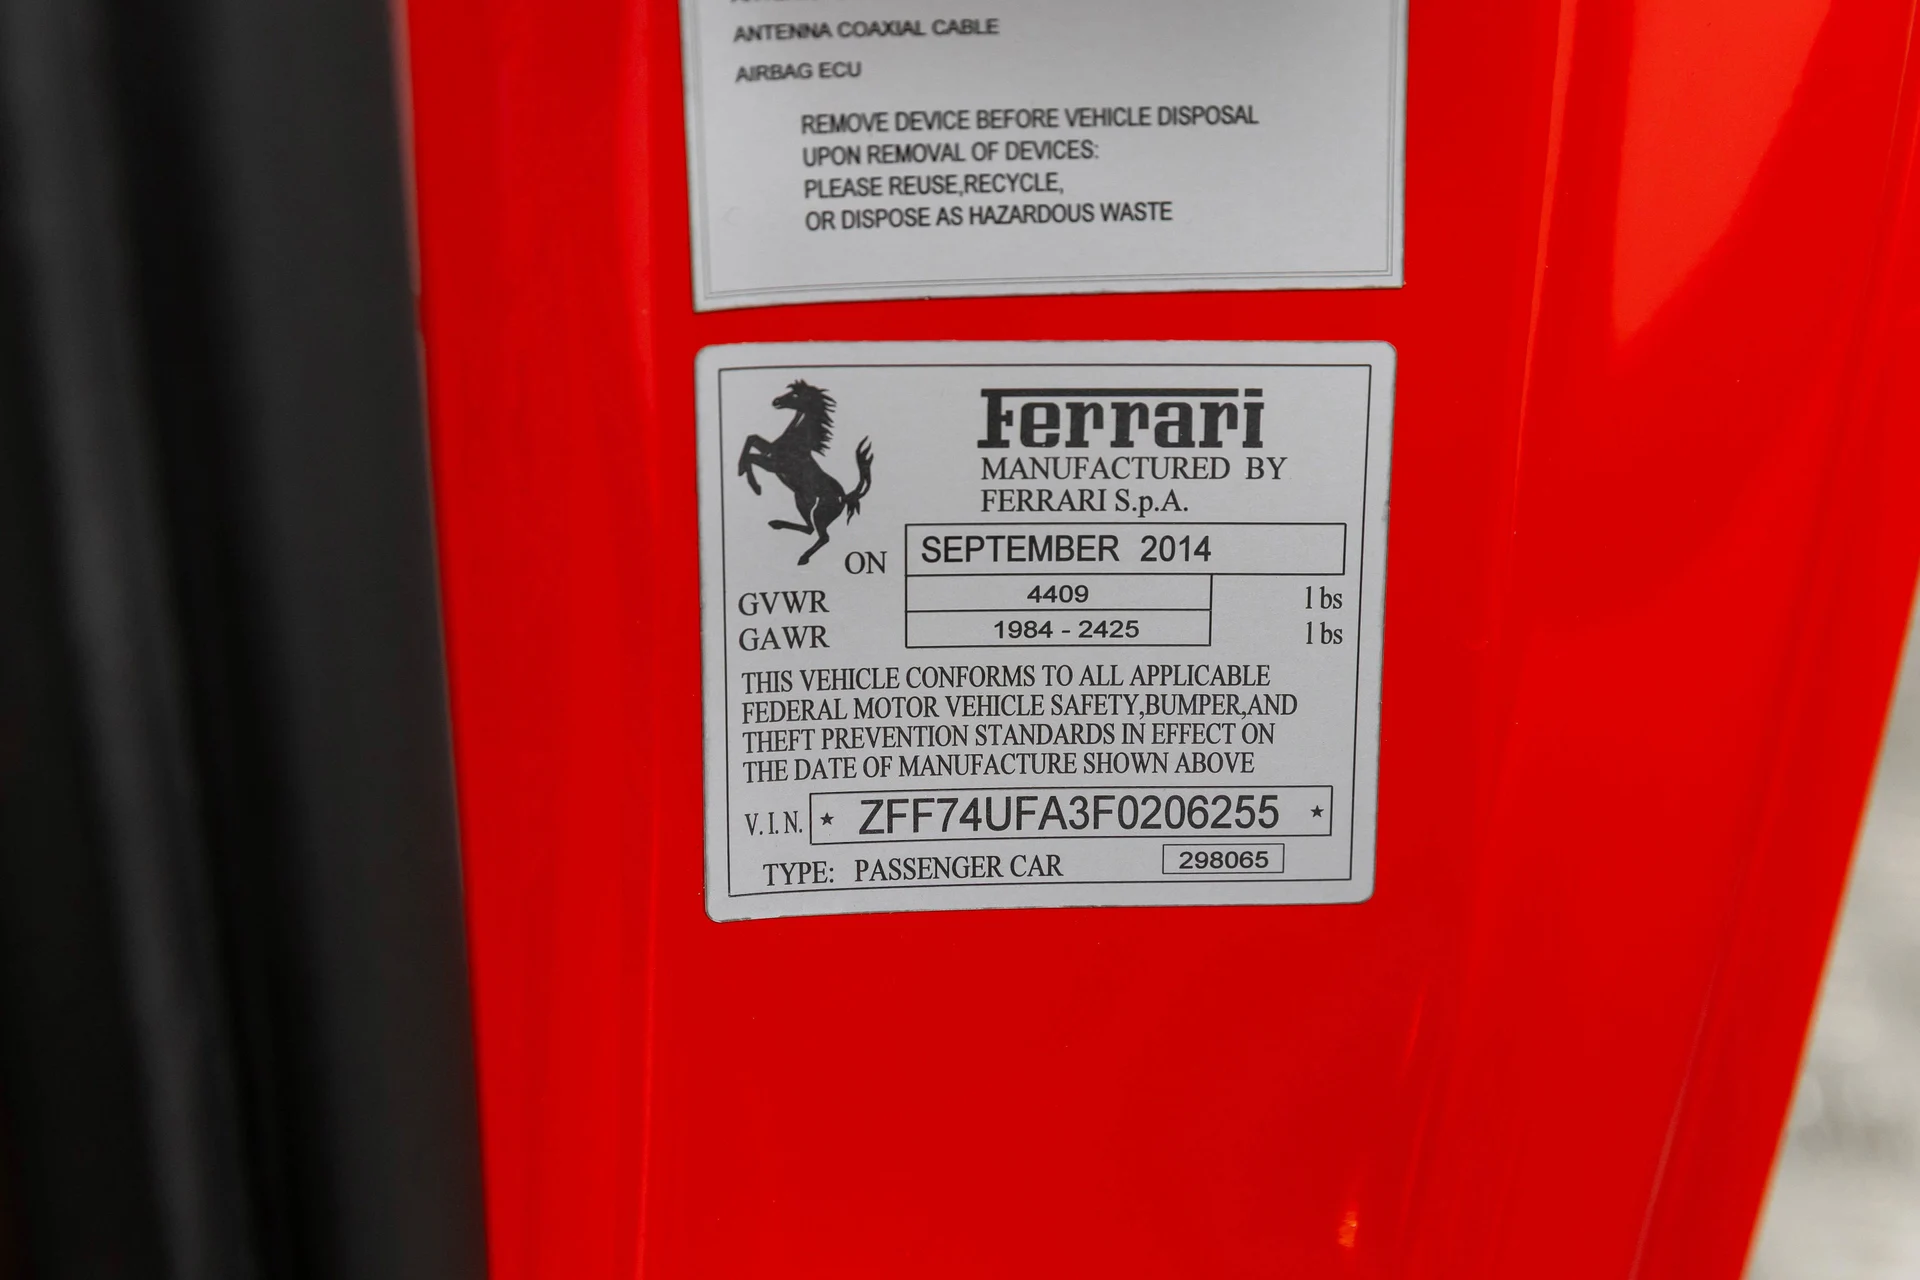 ANTENNA COAXIAL CABLE
AIRBAG ECU
REMOVE DEVICE BEFORE VEHICLE DISPOSAL
UPON REMOVAL OF DEVICES:
PLEASE REUSE,RECYCLE,
OR DISPOSE AS HAZARDOUS WASTE
Ferrari
MANUFACTURED BY
FERRARI S.p.A.
ON SEPTEMBER 2014
GVWR 4409 lbs
GAWR 1984 - 2425 lbs
THIS VEHICLE CONFORMS TO ALL APPLICABLE
FEDERAL MOTOR VEHICLE SAFETY,BUMPER,AND
THEFT PREVENTION STANDARDS IN EFFECT ON
THE DATE OF MANUFACTURE SHOWN ABOVE
V.I.N. ★ ZFF74UFA3F0206255 ★
TYPE: PASSENGER CAR 298065